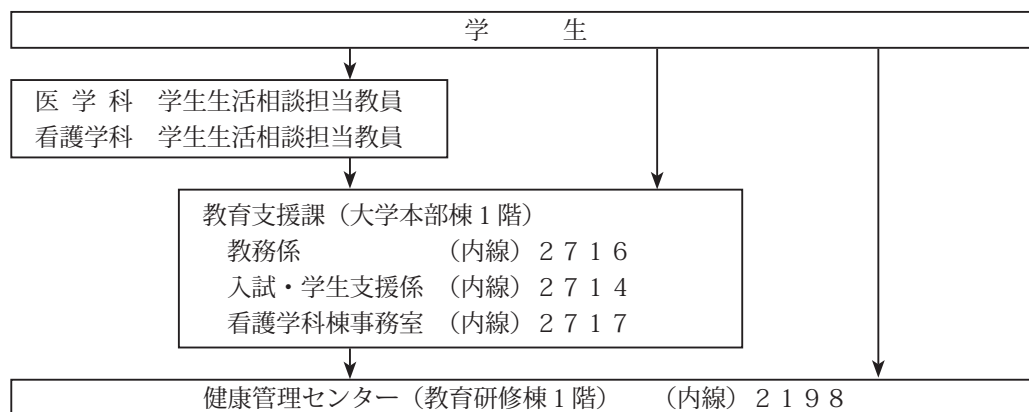 学　　　生
医 学 科　学生生活相談担当教員
看護学科　学生生活相談担当教員
教育支援課（大学本部棟１階）
教務係　　　　　　（内線）２７１６
入試・学生支援係　（内線）２７１４
看護学科棟事務室　（内線）２７１７
健康管理センター（教育研修棟１階）　　（内線）２１９８